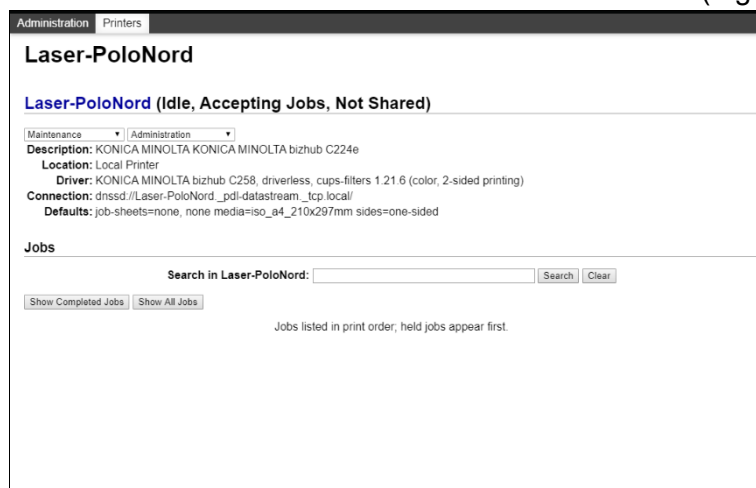 Administration Printers
Laser-PoloNord
Laser-PoloNord (Idle, Accepting Jobs, Not Shared)
Maintenance Administration
Description: KONICA MINOLTA KONICA MINOLTA bizhub C224e
Location: Local Printer
Driver: KONICA MINOLTA bizhub C258, driverless, cups-filters 1.21.6 (color, 2-sided printing)
Connection: dnssd://Laser-PoloNord._pdl-datastream._tcp.local/
Defaults: job-sheets=none, none media=iso_a4_210x297mm sides=one-sided
Jobs
Search in Laser-PoloNord: Search Clear
Show Completed Jobs Show All Jobs
Jobs listed in print order; held jobs appear first.